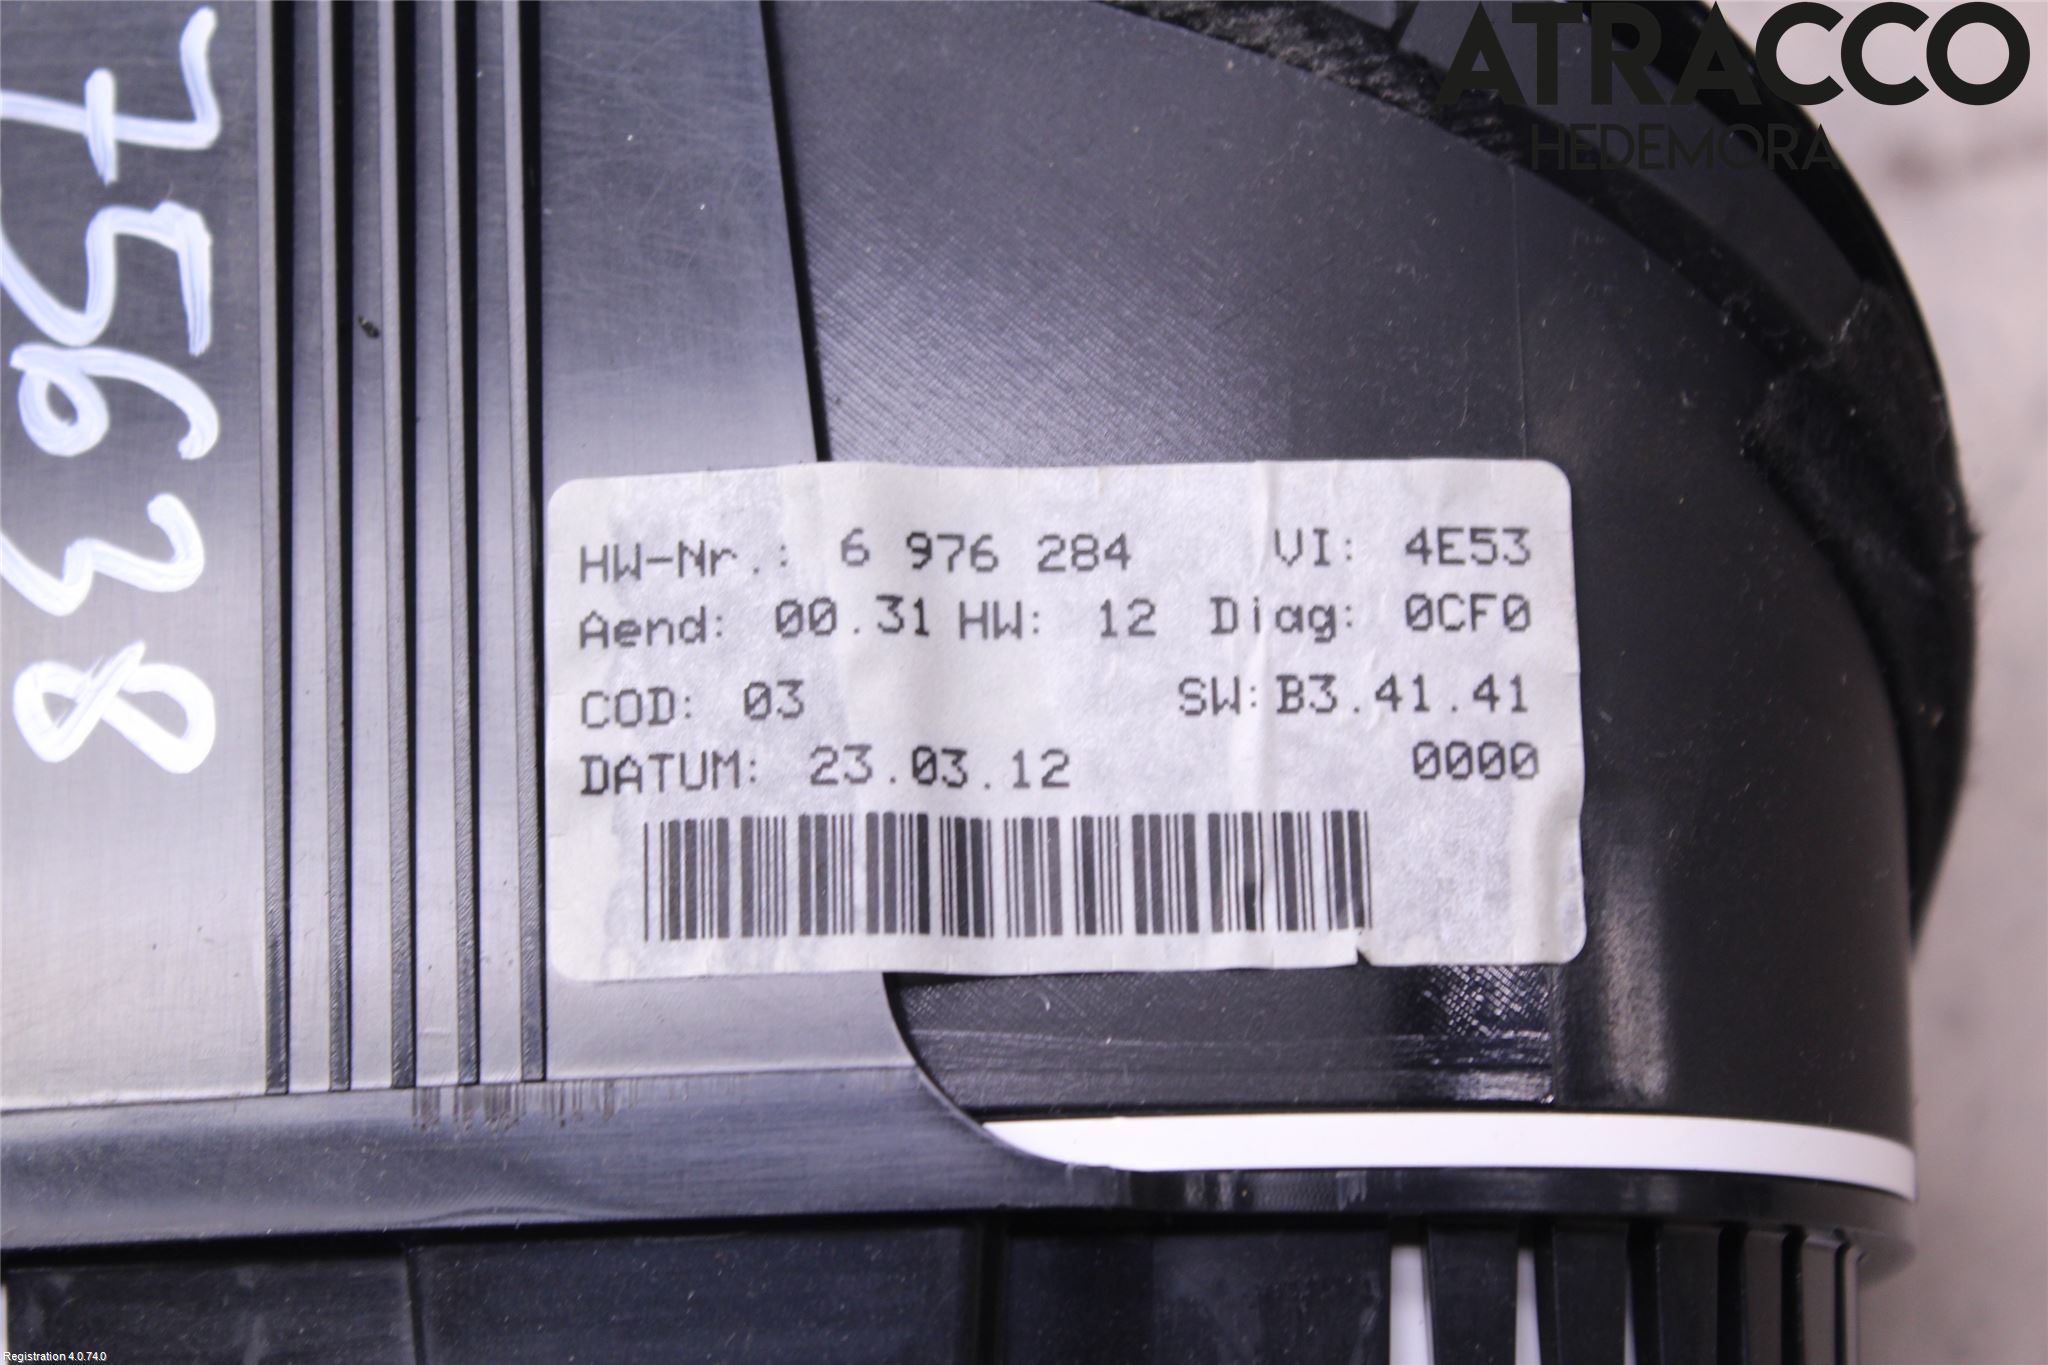 ATRACCO
HEDEMORA
75638
HW-Nr.: 6 976 284 VI: 4E53
Aend: 00.31 HW: 12 Diag: 0CF0
COD: 03 SW: B3.41.41
DATUM: 23.03.12 0000
Registration 4.0.74.0